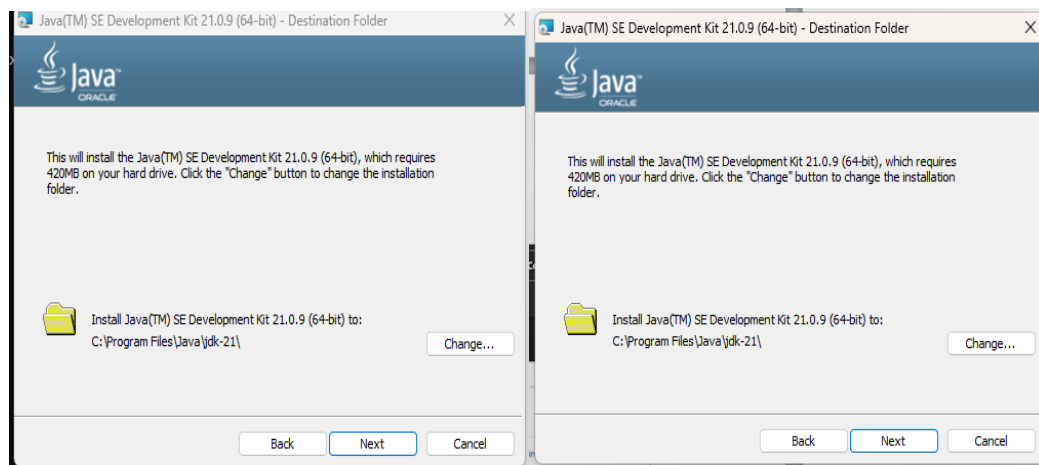 Java(TM) SE Development Kit 21.0.9 (64-bit) - Destination Folder
Java
ORACLE
This will install the Java(TM) SE Development Kit 21.0.9 (64-bit), which requires
420MB on your hard drive. Click the "Change" button to change the installation
folder.
Install Java(TM) SE Development Kit 21.0.9 (64-bit) to:
C:\Program Files\Java\jdk-21\
Change...
Back
Next
Cancel
Java(TM) SE Development Kit 21.0.9 (64-bit) - Destination Folder
Java
ORACLE
This will install the Java(TM) SE Development Kit 21.0.9 (64-bit), which requires
420MB on your hard drive. Click the "Change" button to change the installation
folder.
Install Java(TM) SE Development Kit 21.0.9 (64-bit) to:
C:\Program Files\Java\jdk-21\
Change...
Back
Next
Cancel